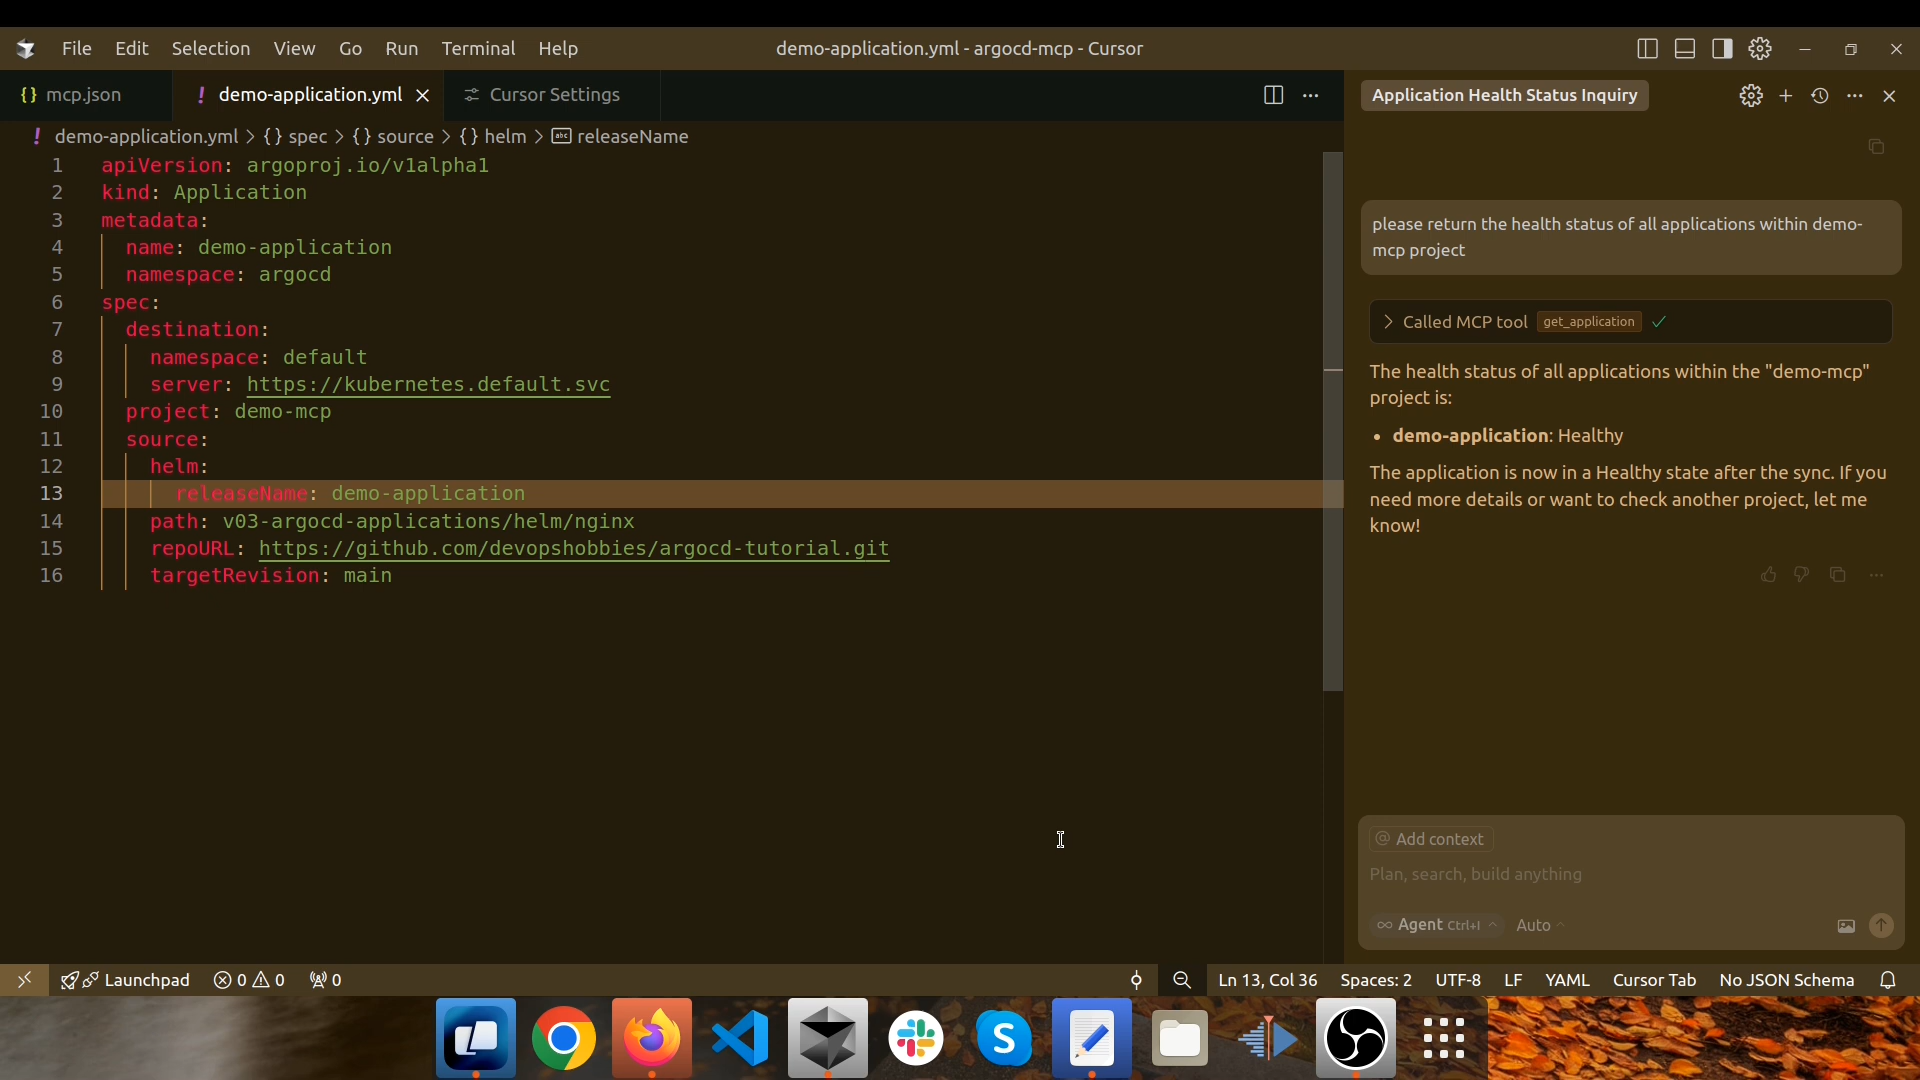 File Edit Selection View Go Run Terminal Help demo-application.yml - argocd-mcp - Cursor
{} mcp.json ! demo-application.yml Cursor Settings
! demo-application.yml > {} spec > {} source > {} helm > abc releaseName
1 apiVersion: argoproj.io/v1alpha1
2 kind: Application
3 metadata:
4   name: demo-application
5   namespace: argocd
6 spec:
7   destination:
8     namespace: default
9     server: https://kubernetes.default.svc
10   project: demo-mcp
11   source:
12     helm:
13       releaseName: demo-application
14     path: v03-argocd-applications/helm/nginx
15     repoURL: https://github.com/devopshobbies/argocd-tutorial.git
16     targetRevision: main
Application Health Status Inquiry
please return the health status of all applications within demo-
mcp project
Called MCP tool get_application
The health status of all applications within the "demo-mcp"
project is:
• demo-application: Healthy
The application is now in a Healthy state after the sync. If you
need more details or want to check another project, let me
know!
@ Add context
Plan, search, build anything
∞ Agent Ctrl+I Auto
Launchpad 0 0 0 Ln 13, Col 36 Spaces: 2 UTF-8 LF YAML Cursor Tab No JSON Schema
S